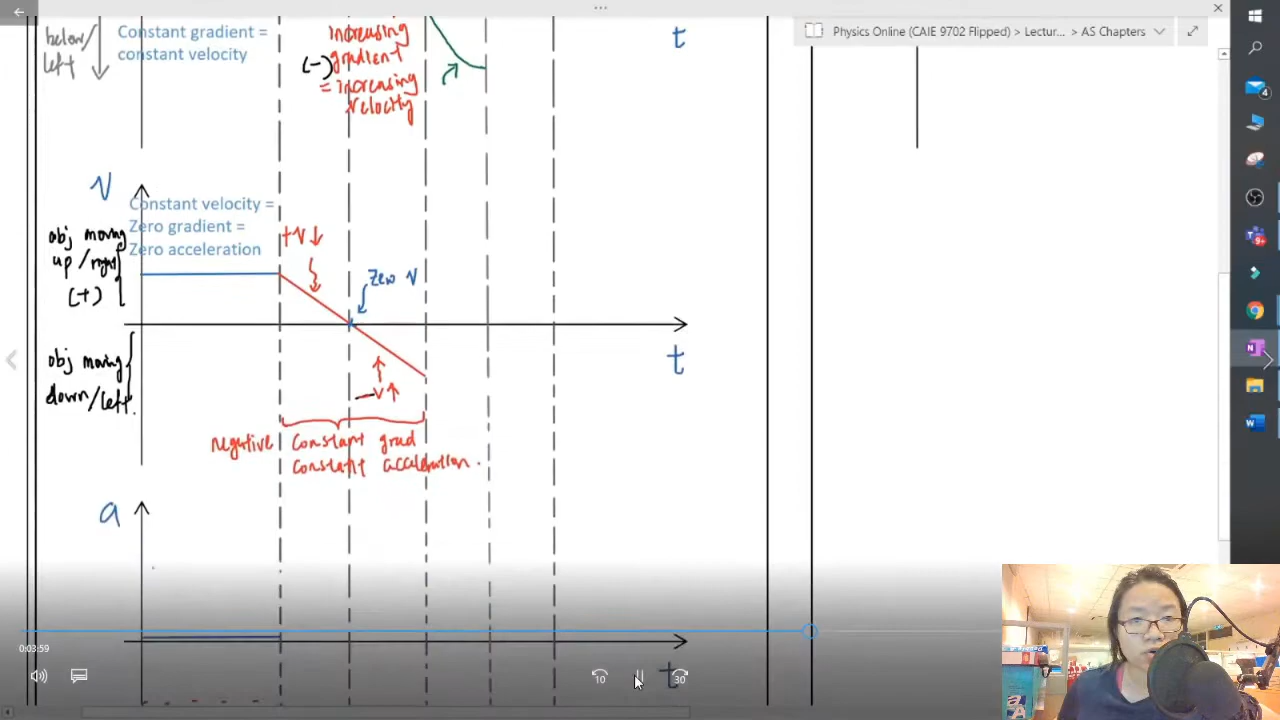 Physics Online (CAIE 9702 Flipped) > Lectur... > AS Chapters
below/
left
Constant gradient =
constant velocity
increasing
(-) gradient
= increasing
velocity
t
V
Constant velocity =
Zero gradient =
Zero acceleration
obj moving
up/right
(+)
+V↓
Zero V
t
obj moving
down/left.
-V↑
negative constant grad
constant acceleration.
a
t
0:03:59
10
30
4
9+